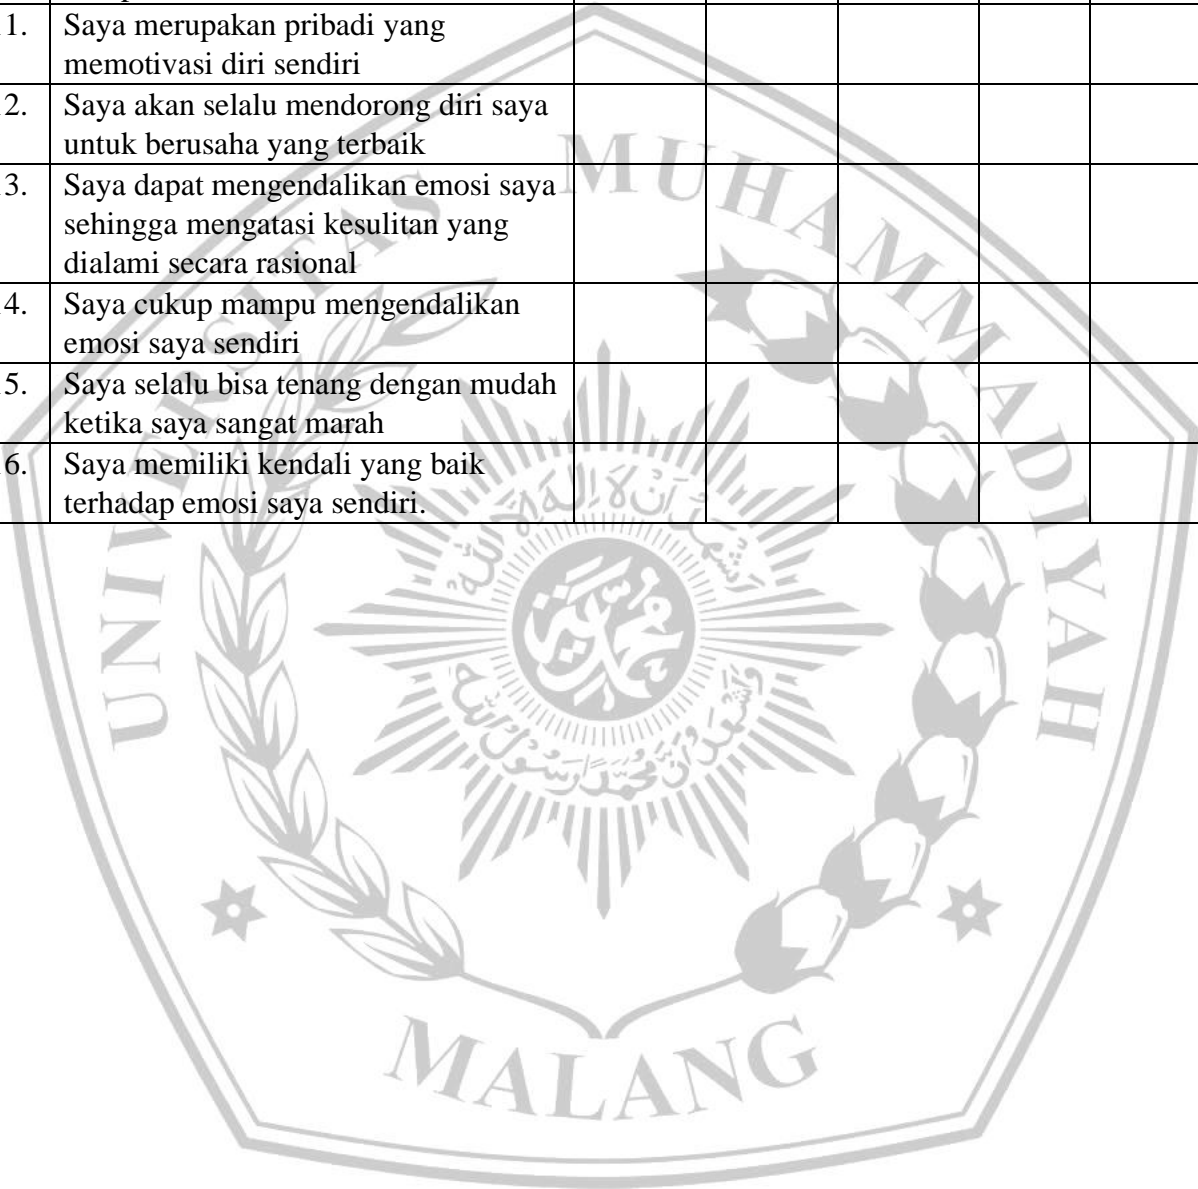 1. Saya merupakan pribadi yang
memotivasi diri sendiri
2. Saya akan selalu mendorong diri saya
untuk berusaha yang terbaik
3. Saya dapat mengendalikan emosi saya
sehingga mengatasi kesulitan yang
dialami secara rasional
4. Saya cukup mampu mengendalikan
emosi saya sendiri
5. Saya selalu bisa tenang dengan mudah
ketika saya sangat marah
6. Saya memiliki kendali yang baik
terhadap emosi saya sendiri.
UNIVERSITAS MUHAMMADIYAH
MALANG